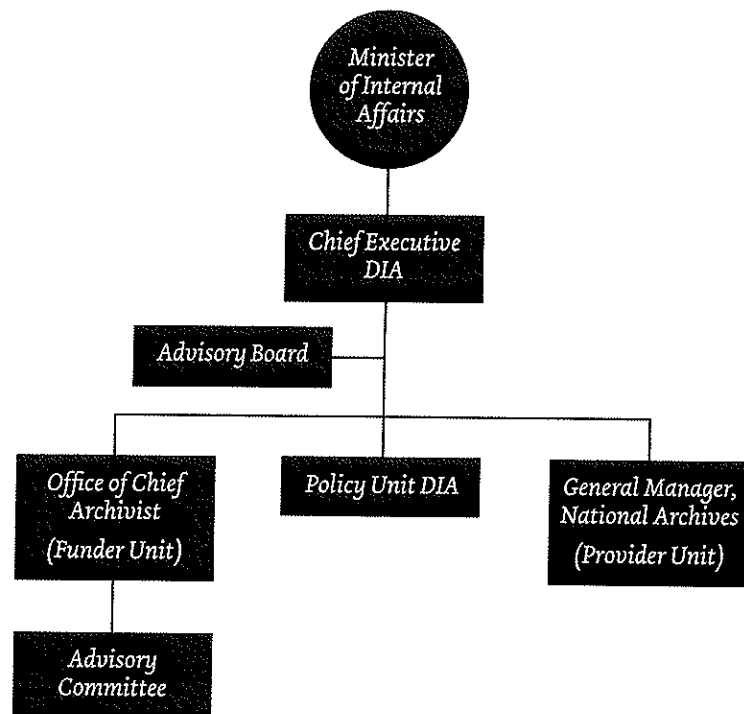 Minister
of Internal
Affairs
Chief Executive
DIA
Advisory Board
Office of Chief
Archivist
(Funder Unit)
Policy Unit DIA
General Manager,
National Archives
(Provider Unit)
Advisory
Committee